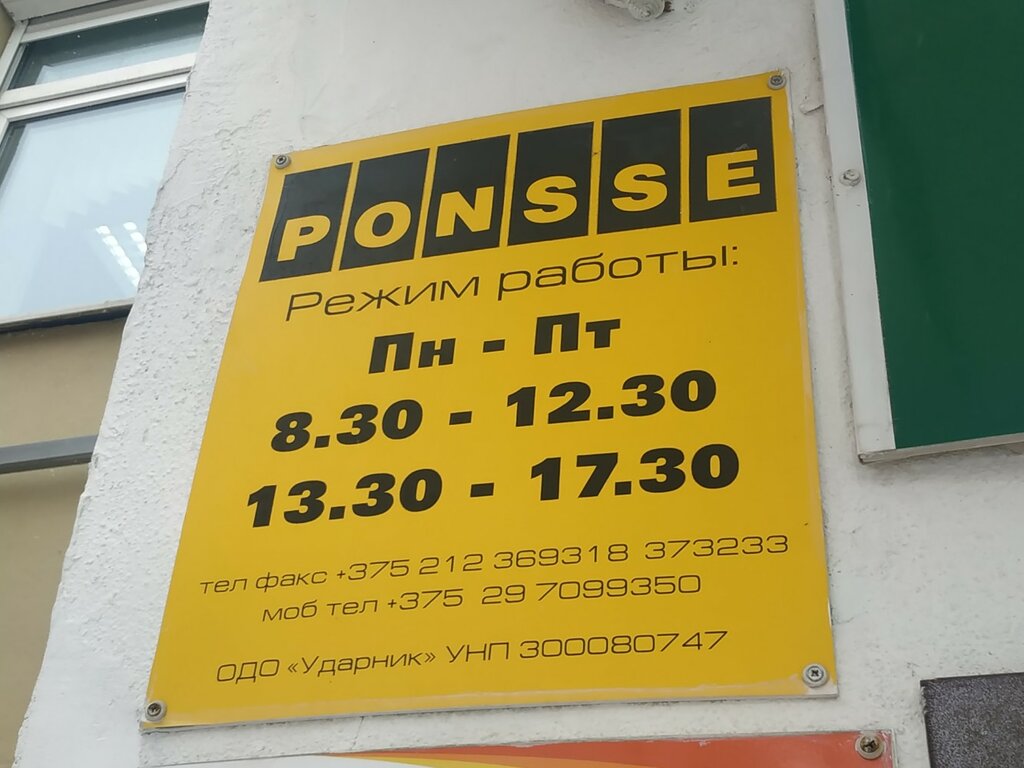 PONSSE
Режим работы:
Пн - Пт
8.30 - 12.30
13.30 - 17.30
тел факс +375 212 369318 373233
моб тел +375 29 7099350
ОДО «Ударник» УНП 300080747